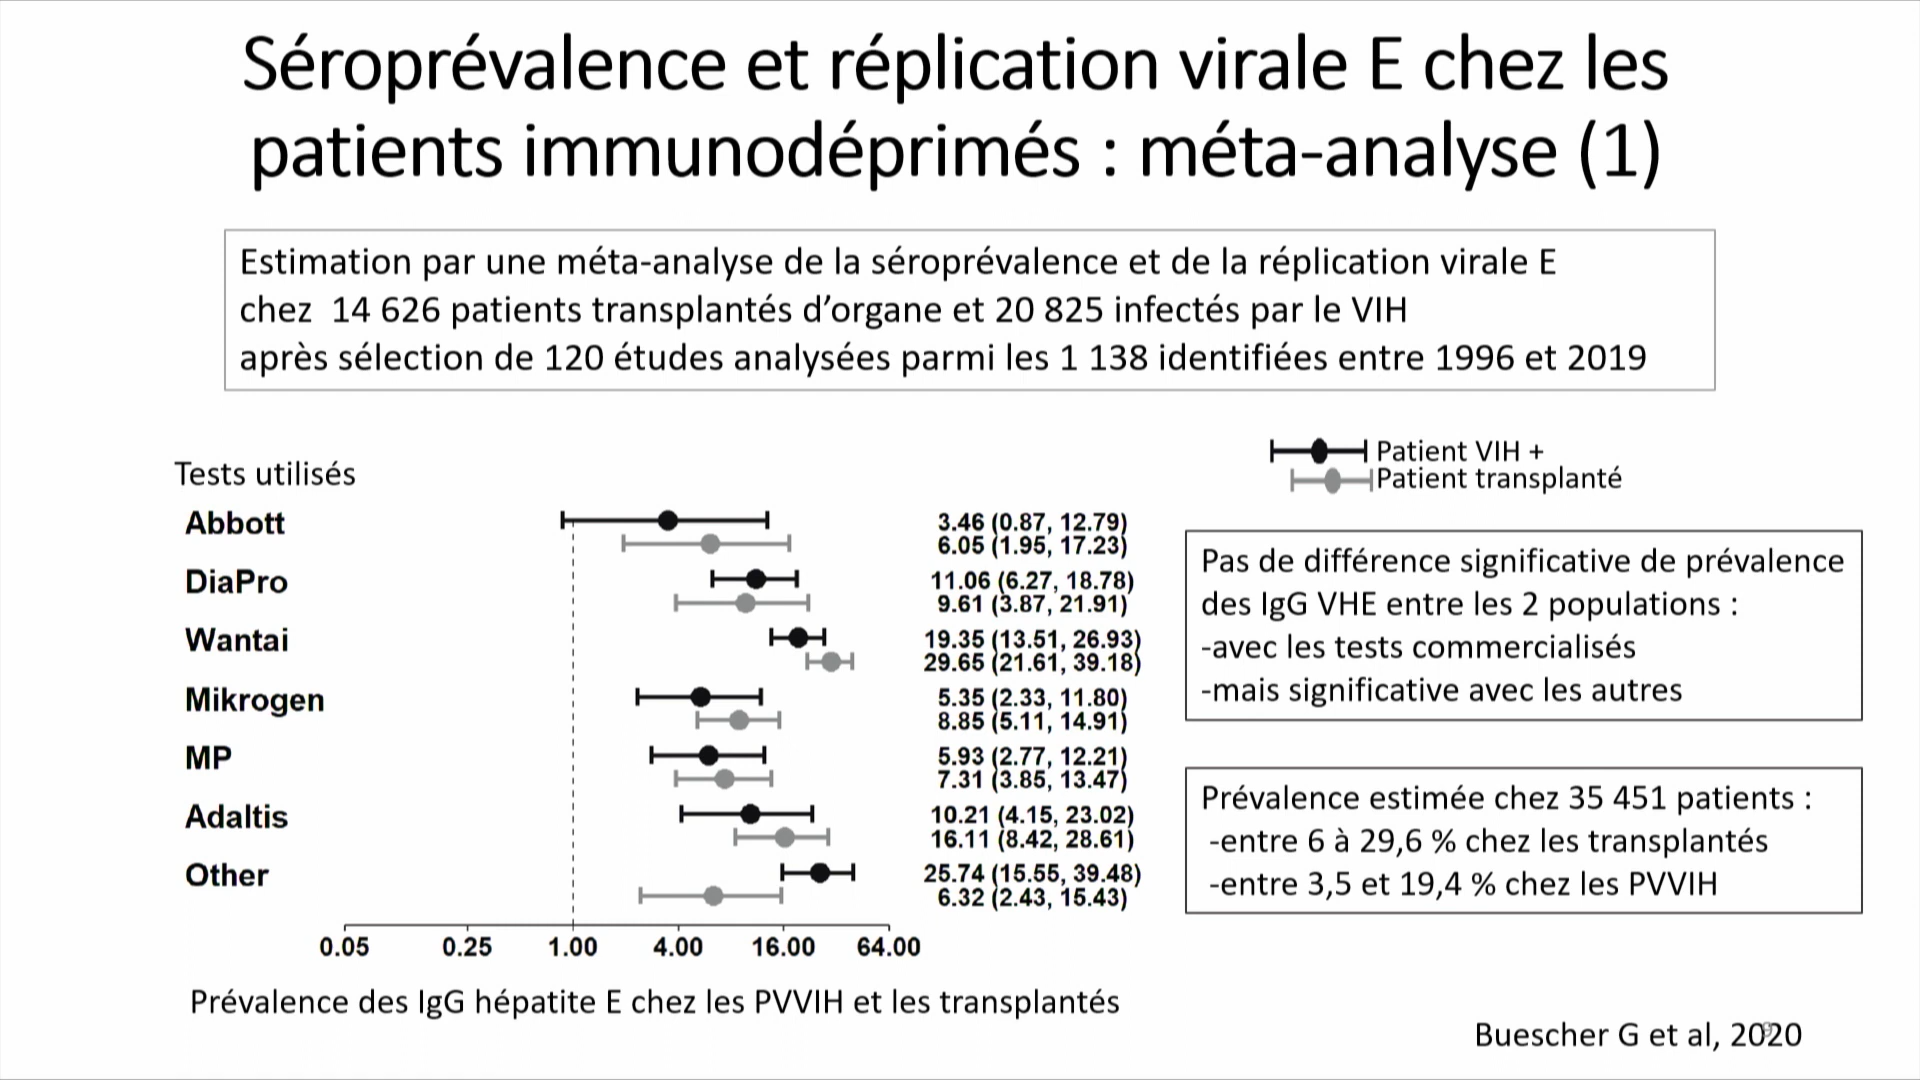 Séroprévalence et réplication virale E chez les
patients immunodéprimés : méta-analyse (1)
Estimation par une méta-analyse de la séroprévalence et de la réplication virale E
chez  14 626 patients transplantés d’organe et 20 825 infectés par le VIH
après sélection de 120 études analysées parmi les 1 138 identifiées entre 1996 et 2019
Patient VIH +
Patient transplanté
Tests utilisés
Abbott
3.46 (0.87, 12.79)
6.05 (1.95, 17.23)
DiaPro
11.06 (6.27, 18.78)
9.61 (3.87, 21.91)
Wantai
19.35 (13.51, 26.93)
29.65 (21.61, 39.18)
Mikrogen
5.35 (2.33, 11.80)
8.85 (5.11, 14.91)
MP
5.93 (2.77, 12.21)
7.31 (3.85, 13.47)
Adaltis
10.21 (4.15, 23.02)
16.11 (8.42, 28.61)
Other
25.74 (15.55, 39.48)
6.32 (2.43, 15.43)
0.05 0.25 1.00 4.00 16.00 64.00
Prévalence des IgG hépatite E chez les PVVIH et les transplantés
Pas de différence significative de prévalence
des IgG VHE entre les 2 populations :
-avec les tests commercialisés
-mais significative avec les autres
Prévalence estimée chez 35 451 patients :
-entre 6 à 29,6 % chez les transplantés
-entre 3,5 et 19,4 % chez les PVVIH
Buescher G et al, 2020
9